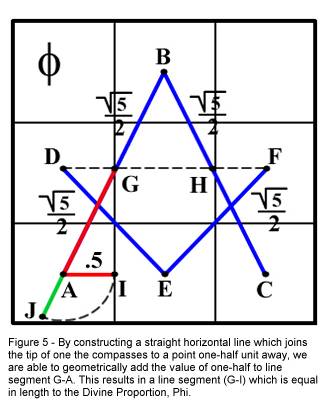 ϕ
B
√5
2
√5
2
D
F
G
H
√5
2
√5
2
.5
A
I
E
C
J
Figure 5 - By constructing a straight horizontal line which joins
the tip of one the compasses to a point one-half unit away, we
are able to geometrically add the value of one-half to line
segment G-A. This results in a line segment (G-I) which is equal
in length to the Divine Proportion, Phi.